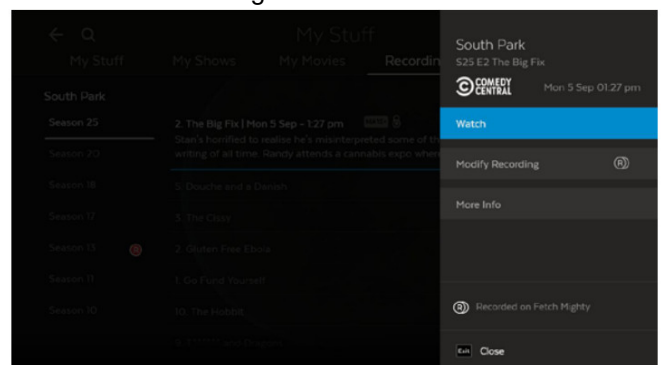 My Stuff
My Stuff
My Shows
My Movies
Recordin
South Park
Season 25
2. The Big Fix | Mon 5 Sep - 1:27 pm
Stan's horrified to realise he's misinterpreted some of th
writing of all time. Randy attends a cannabis expo wher
Season 20
Season 18
5. Douche and a Danish
Season 17
3. The Cissy
Season 13
2. Gluten Free Ebola
Season 11
1. Go Fund Yourself
Season 10
10. The Hobbit
South Park
S25 E2 The Big Fix
COMEDY
CENTRAL
Mon 5 Sep 01:27 pm
Watch
Modify Recording
R
More Info
R Recorded on Fetch Mighty
Exit Close